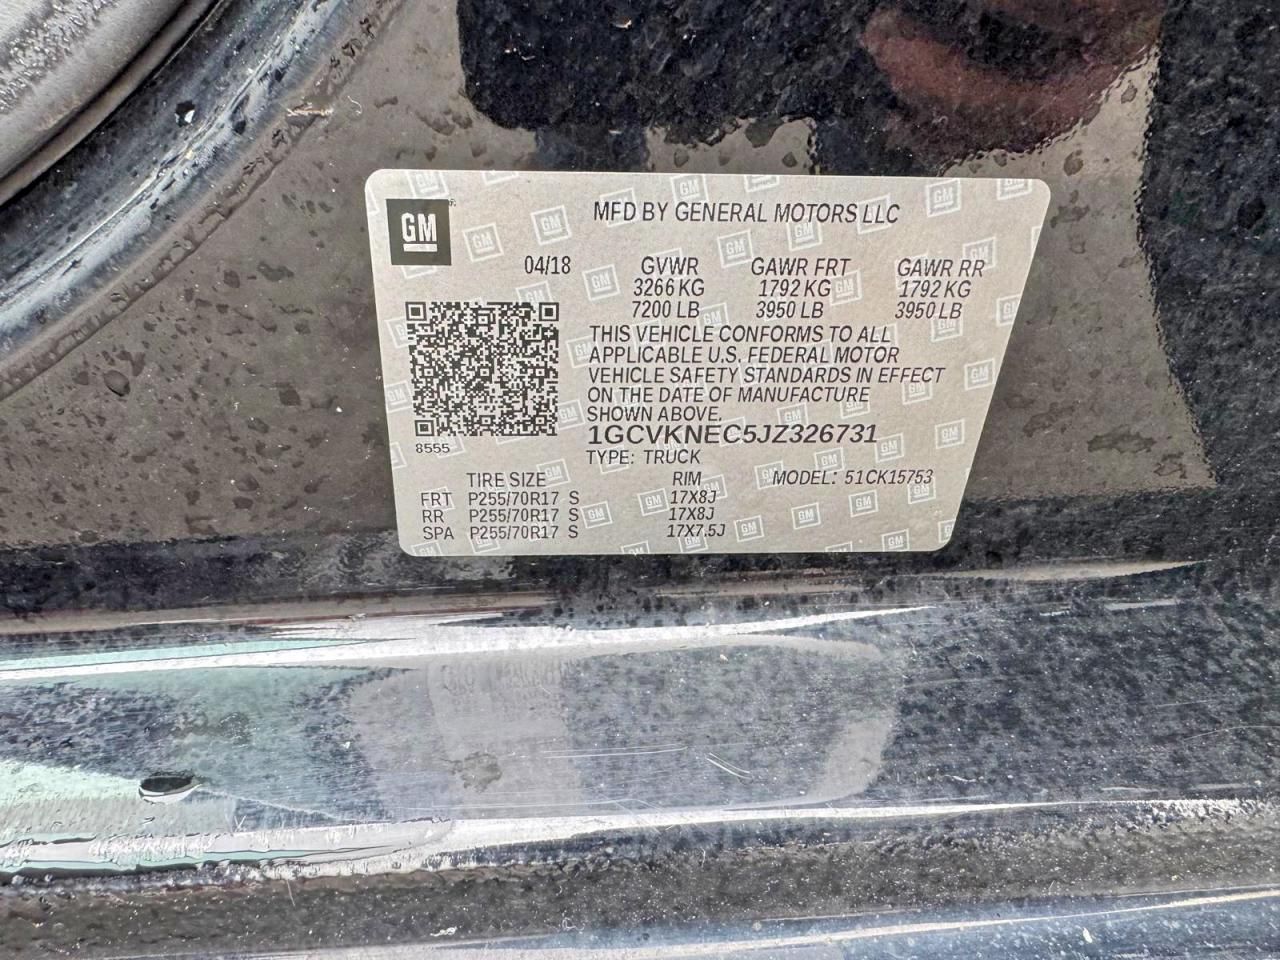 GM
MFD BY GENERAL MOTORS LLC
04/18 GVWR GAWR FRT GAWR RR
3266 KG 1792 KG 1792 KG
7200 LB 3950 LB 3950 LB
THIS VEHICLE CONFORMS TO ALL
APPLICABLE U.S. FEDERAL MOTOR
VEHICLE SAFETY STANDARDS IN EFFECT
ON THE DATE OF MANUFACTURE
SHOWN ABOVE.
1GCVKNEC5JZ326731
8555
TYPE: TRUCK
TIRE SIZE RIM MODEL: 51CK15753
FRT P255/70R17 S 17X8J
RR P255/70R17 S 17X8J
SPA P255/70R17 S 17X7.5J